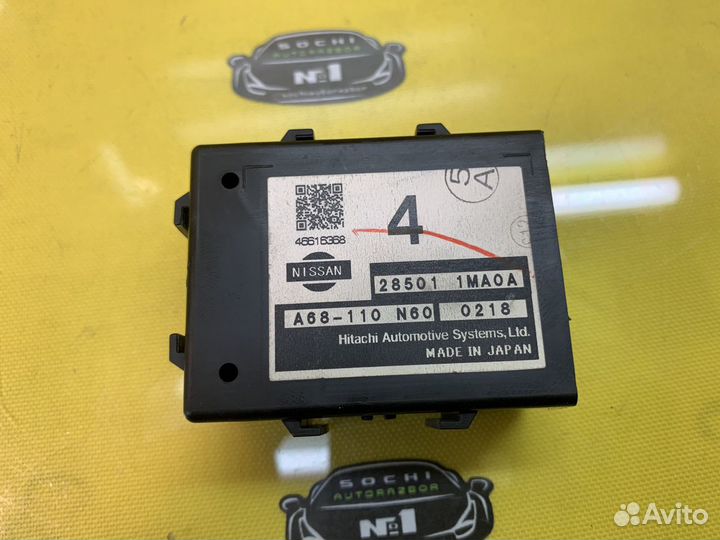 SOCHI
AUTORAZBOR
№1
sochiautorazbor
5
A
4
46616368
NISSAN
28501 1MA0A
A68-110 N60 0218
Hitachi Automotive Systems, Ltd.
MADE IN JAPAN
SOCHI
AUTORAZBOR
№1
Avito